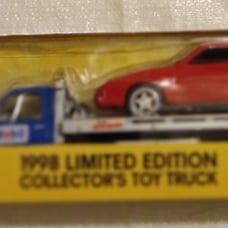 1998 LIMITED EDITION
COLLECTOR'S TOY TRUCK